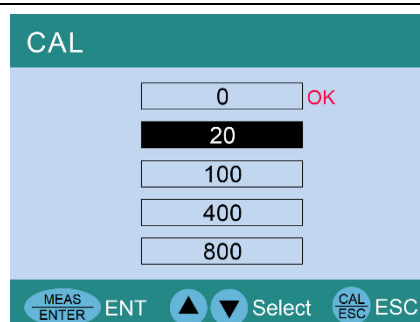 CAL
0 OK
20
100
400
800
MEAS ENTER ENT ▲ ▼ Select CAL ESC ESC